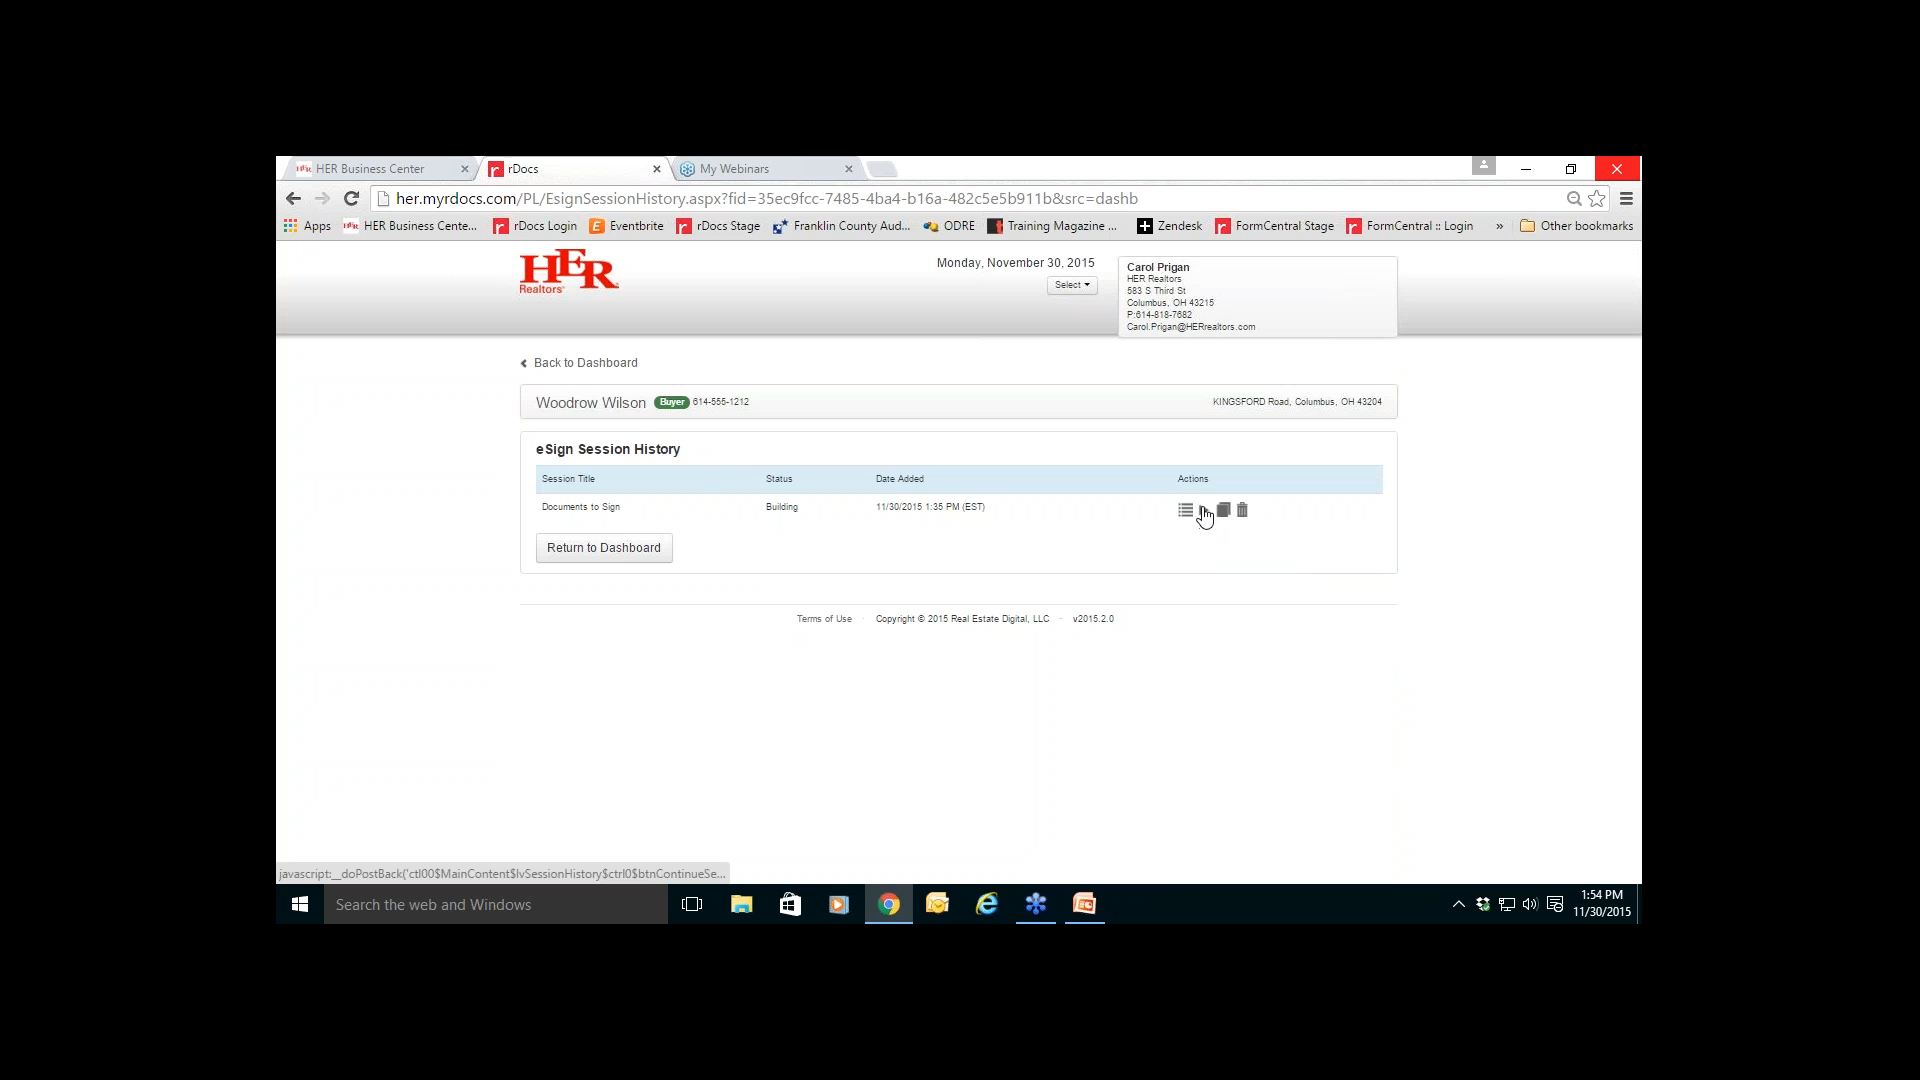 HER Business Center
rDocs
My Webinars
her.myrdocs.com/PL/EsignSessionHistory.aspx?fid=35ec9fcc-7485-4ba4-b16a-482c5e5b911b&src=dashb
Apps HER Business Cente... rDocs Login Eventbrite rDocs Stage Franklin County Aud... ODRE Training Magazine ... Zendesk FormCentral Stage FormCentral :: Login » Other bookmarks
HER
Realtors
Monday, November 30, 2015
Select
Carol Prigan
HER Realtors
583 S Third St
Columbus, OH 43215
P:614-818-7682
Carol.Prigan@HERrealtors.com
Back to Dashboard
Woodrow Wilson Buyer 614-555-1212 KINGSFORD Road, Columbus, OH 43204
eSign Session History
Session Title Status Date Added Actions
Documents to Sign Building 11/30/2015 1:35 PM (EST)
Return to Dashboard
Terms of Use · Copyright © 2015 Real Estate Digital, LLC · v2015.2.0
javascript:__doPostBack('ctl00$MainContent$lvSessionHistory$ctrl0$btnContinueSe...
Search the web and Windows
1:54 PM
11/30/2015